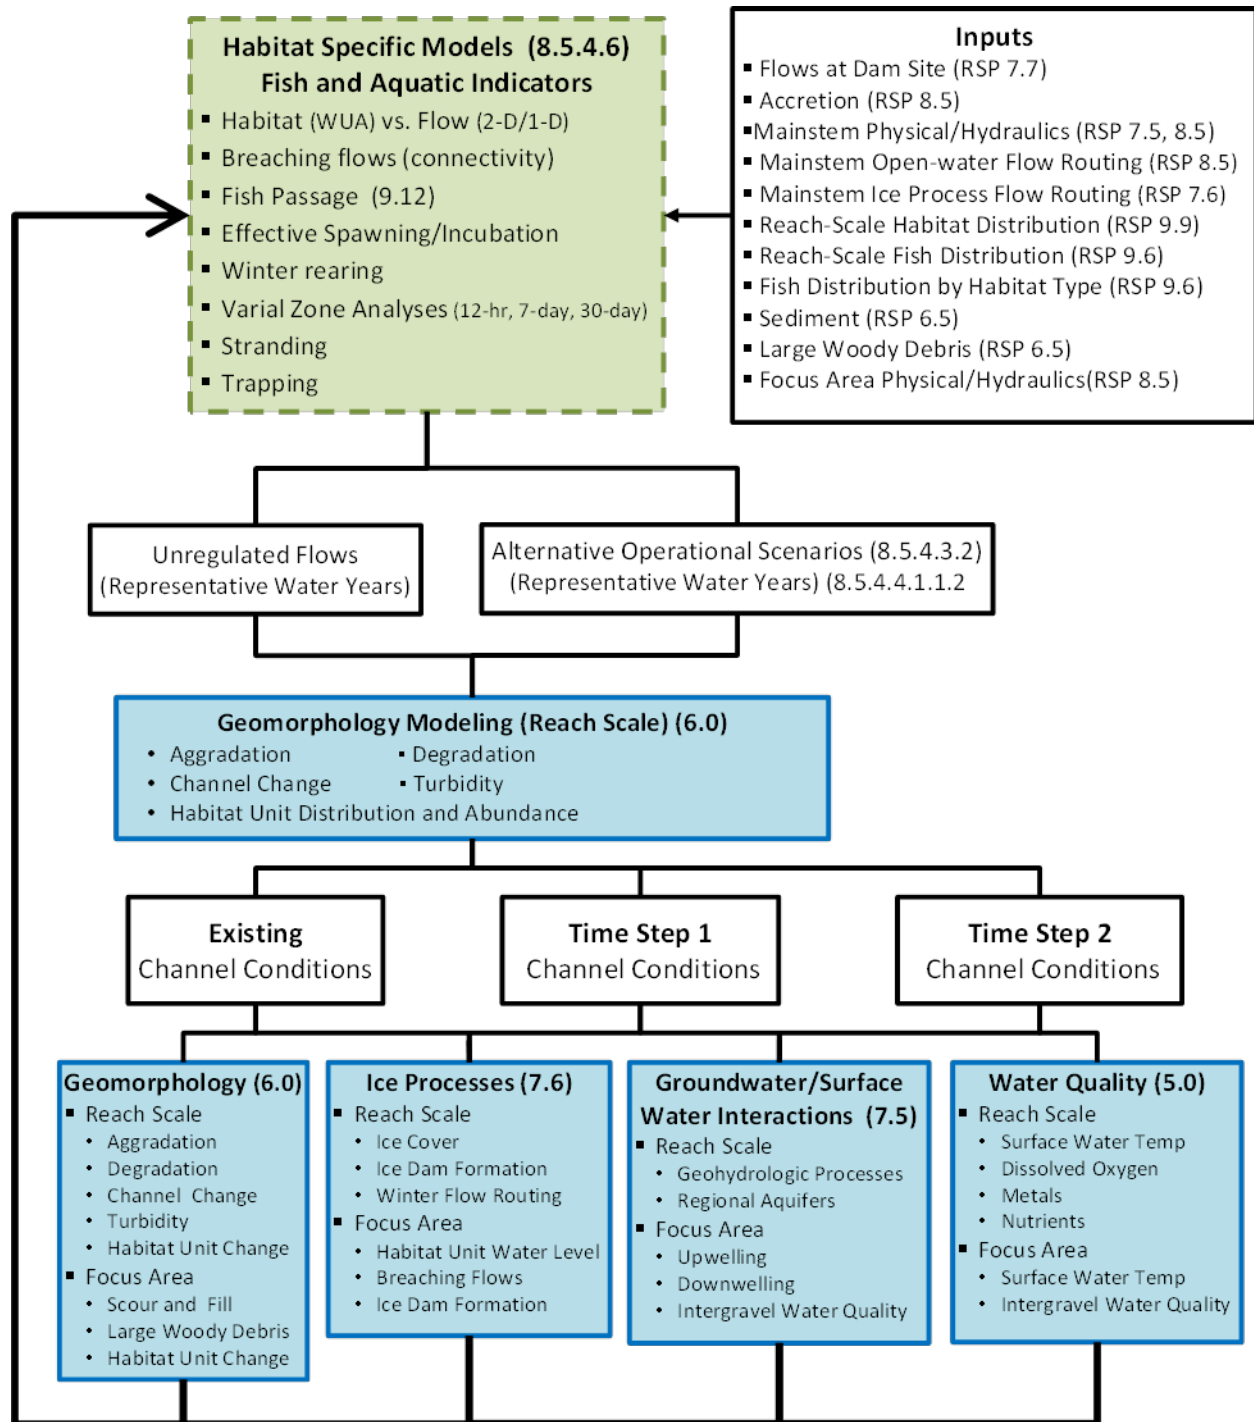 Habitat Specific Models (8.5.4.6)
Fish and Aquatic Indicators
▪ Habitat (WUA) vs. Flow (2-D/1-D)
▪ Breaching flows (connectivity)
▪ Fish Passage (9.12)
▪ Effective Spawning/Incubation
▪ Winter rearing
▪ Varial Zone Analyses (12-hr, 7-day, 30-day)
▪ Stranding
▪ Trapping
Inputs
▪ Flows at Dam Site (RSP 7.7)
▪ Accretion (RSP 8.5)
▪ Mainstem Physical/Hydraulics (RSP 7.5, 8.5)
▪ Mainstem Open-water Flow Routing (RSP 8.5)
▪ Mainstem Ice Process Flow Routing (RSP 7.6)
▪ Reach-Scale Habitat Distribution (RSP 9.9)
▪ Reach-Scale Fish Distribution (RSP 9.6)
▪ Fish Distribution by Habitat Type (RSP 9.6)
▪ Sediment (RSP 6.5)
▪ Large Woody Debris (RSP 6.5)
▪ Focus Area Physical/Hydraulics(RSP 8.5)
Unregulated Flows
(Representative Water Years)
Alternative Operational Scenarios (8.5.4.3.2)
(Representative Water Years) (8.5.4.4.1.1.2
Geomorphology Modeling (Reach Scale) (6.0)
• Aggradation ▪ Degradation
• Channel Change ▪ Turbidity
• Habitat Unit Distribution and Abundance
Existing
Channel Conditions
Time Step 1
Channel Conditions
Time Step 2
Channel Conditions
Geomorphology (6.0)
▪ Reach Scale
• Aggradation
• Degradation
• Channel Change
• Turbidity
• Habitat Unit Change
▪ Focus Area
• Scour and Fill
• Large Woody Debris
• Habitat Unit Change
Ice Processes (7.6)
▪ Reach Scale
• Ice Cover
• Ice Dam Formation
• Winter Flow Routing
▪ Focus Area
• Habitat Unit Water Level
• Breaching Flows
• Ice Dam Formation
Groundwater/Surface
Water Interactions (7.5)
▪ Reach Scale
• Geohydrologic Processes
• Regional Aquifers
▪ Focus Area
• Upwelling
• Downwelling
• Intergravel Water Quality
Water Quality (5.0)
▪ Reach Scale
• Surface Water Temp
• Dissolved Oxygen
• Metals
• Nutrients
▪ Focus Area
• Surface Water Temp
• Intergravel Water Quality